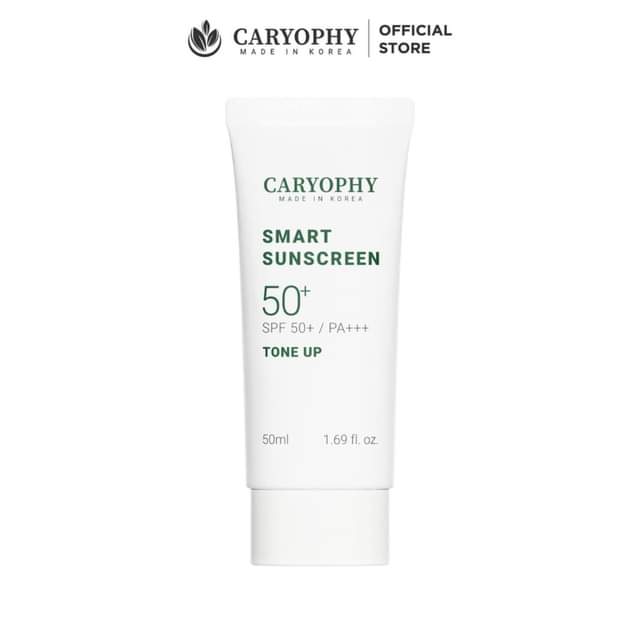 CARYOPHY
MADE IN KOREA
OFFICIAL
STORE
CARYOPHY
MADE IN KOREA
SMART
SUNSCREEN
50+
SPF 50+ / PA+++
TONE UP
50ml 1.69 fl. oz.